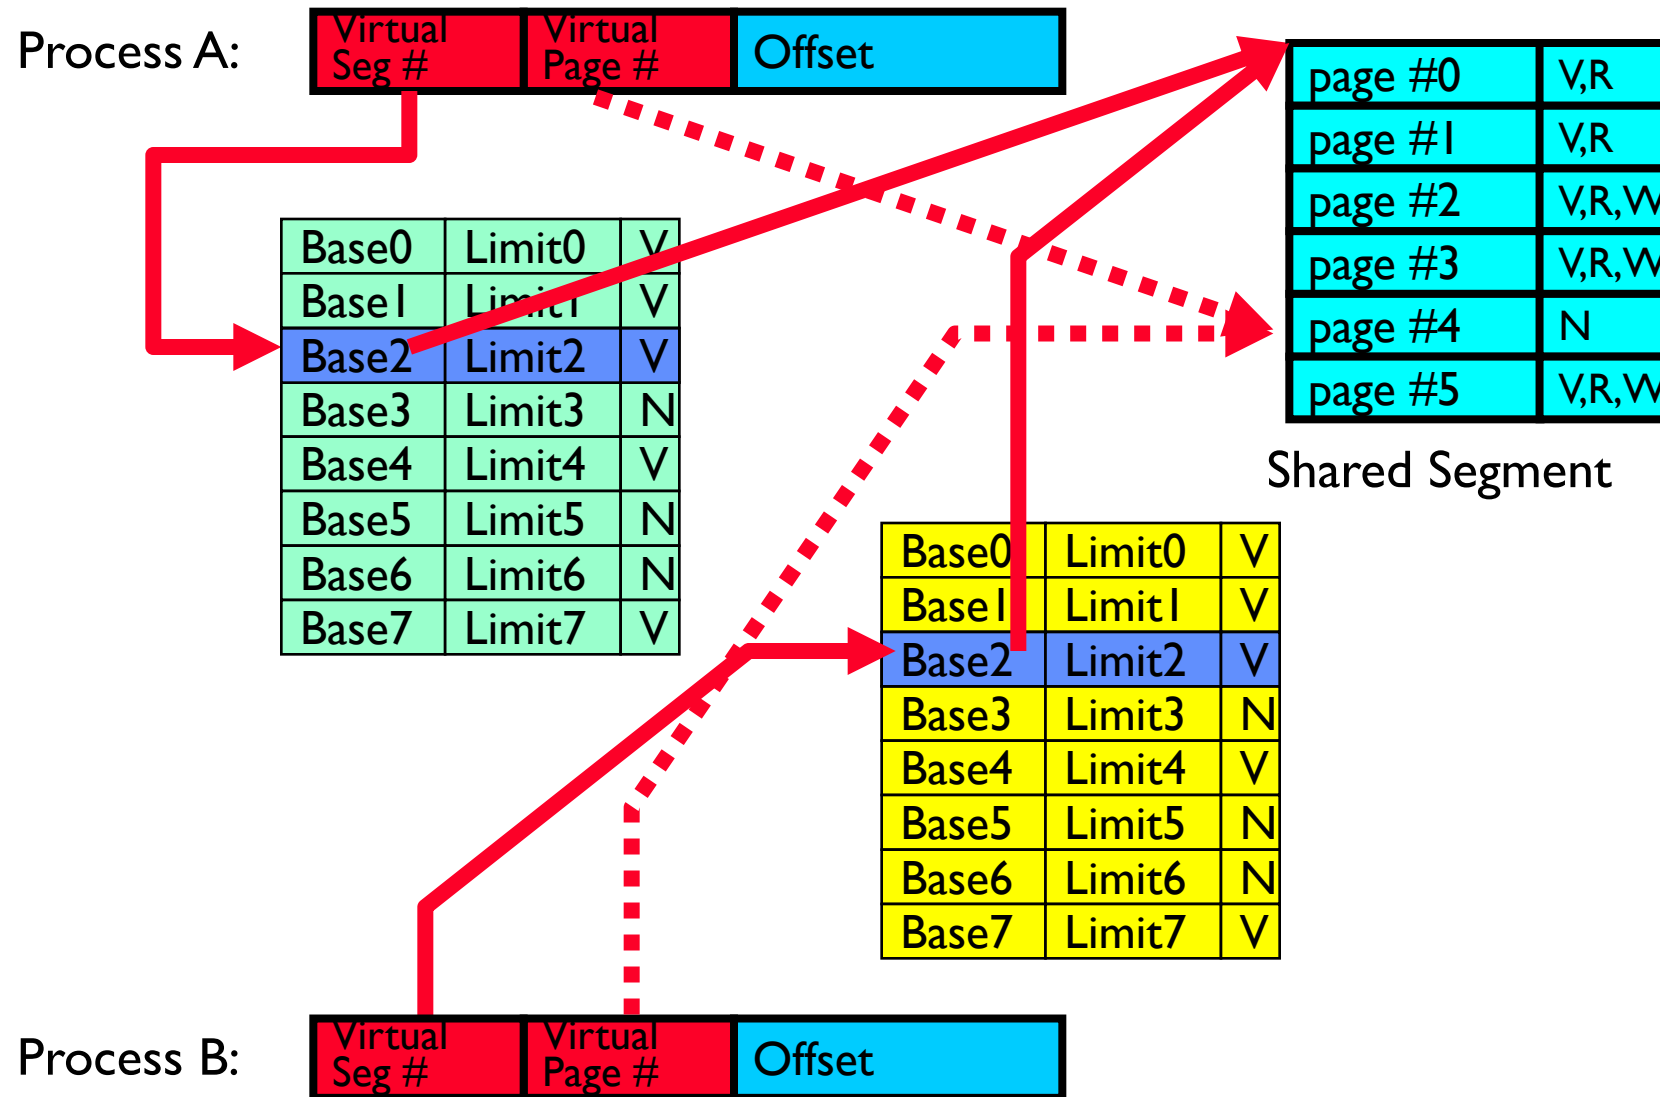 Process A:
Virtual
Seg #
Virtual
Page #
Offset
page #0 V,R
page #1 V,R
page #2 V,R,W
page #3 V,R,W
page #4 N
page #5 V,R,W
Shared Segment
Base0 Limit0 V
Base1 Limit1 V
Base2 Limit2 V
Base3 Limit3 N
Base4 Limit4 V
Base5 Limit5 N
Base6 Limit6 N
Base7 Limit7 V
Base0 Limit0 V
Base1 Limit1 V
Base2 Limit2 V
Base3 Limit3 N
Base4 Limit4 V
Base5 Limit5 N
Base6 Limit6 N
Base7 Limit7 V
Process B:
Virtual
Seg #
Virtual
Page #
Offset